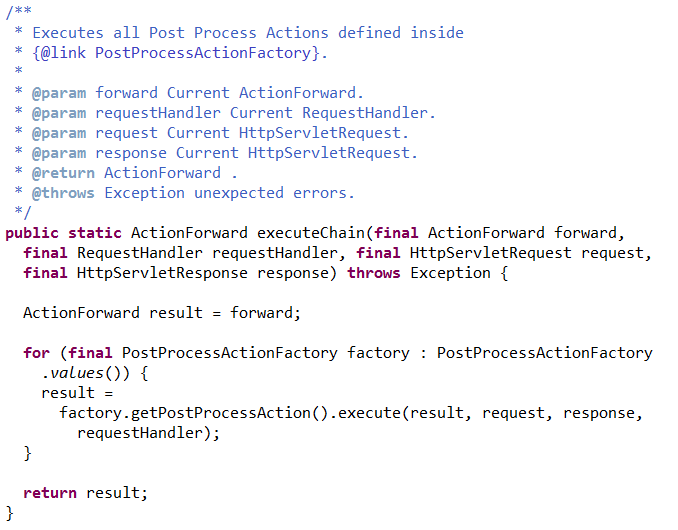 /**
 * Executes all Post Process Actions defined inside
 * {@link PostProcessActionFactory}.
 *
 * @param forward Current ActionForward.
 * @param requestHandler Current RequestHandler.
 * @param request Current HttpServletRequest.
 * @param response Current HttpServletRequest.
 * @return ActionForward .
 * @throws Exception unexpected errors.
 */
public static ActionForward executeChain(final ActionForward forward,
  final RequestHandler requestHandler, final HttpServletRequest request,
  final HttpServletResponse response) throws Exception {

  ActionForward result = forward;

  for (final PostProcessActionFactory factory : PostProcessActionFactory
    .values()) {
    result =
      factory.getPostProcessAction().execute(result, request, response,
        requestHandler);
  }

  return result;
}